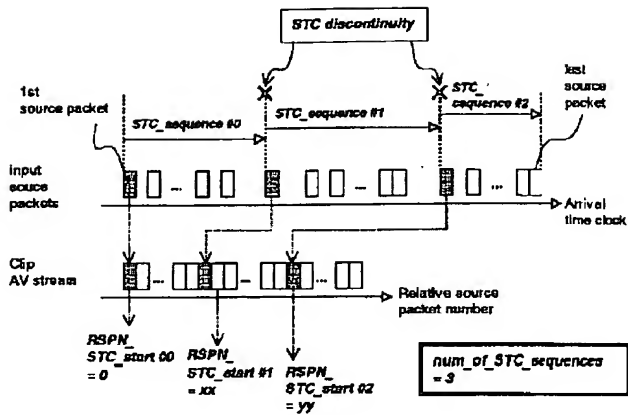 STC discontinuity
1st
source packet
STC_sequence #0
STC_sequence #1
STC_
sequence #2
last
source
packet
input
souce
packets
...
...
...
Arrival
time clock
Clip
AV stream
...
...
...
Relative source
packet number
RSPN_
STC_start #0
= 0
RSPN_
STC_start #1
= xx
RSPN_
STC_start #2
= yy
num_of_STC_sequences
= 3